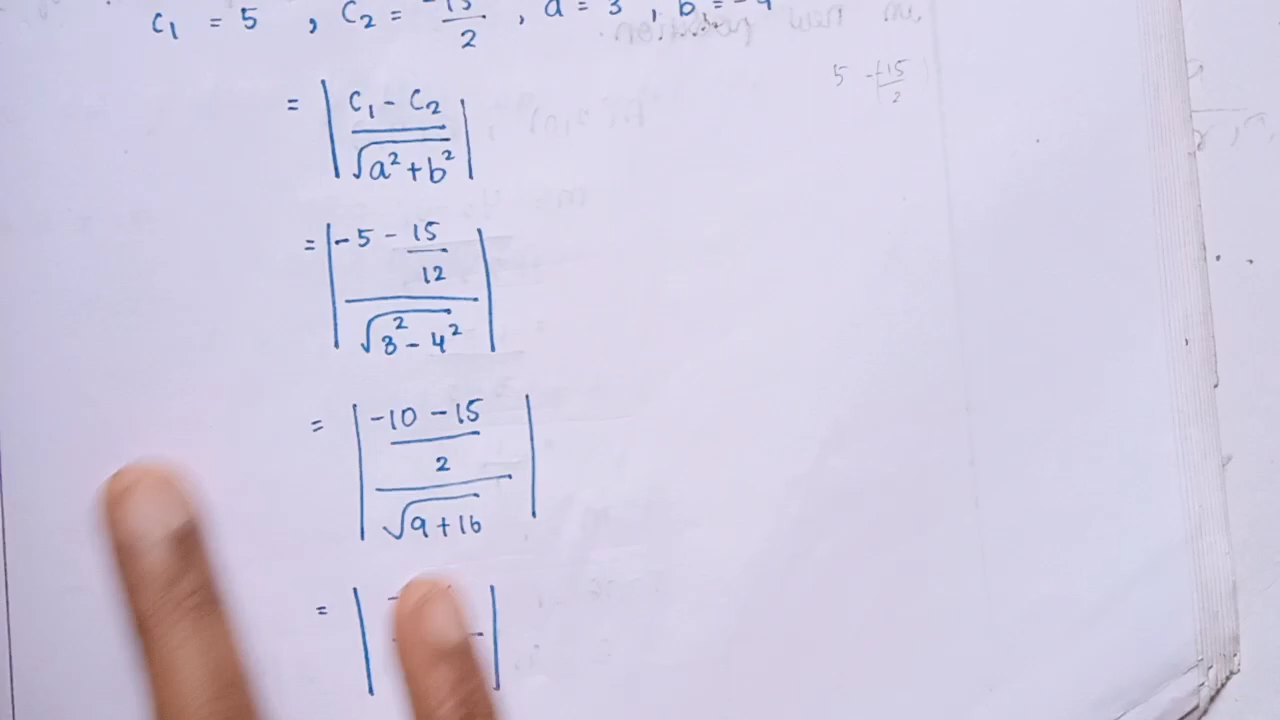 c₁ = 5 , c₂ = -15/2 , a = 3 , b = -4
5 - -15/2
= | (c₁ - c₂) / √(a² + b²) |
= | (-5 - 15/12) / √(3² - 4²) |
= | ((-10 - 15)/2) / √(9 + 16) |
= |